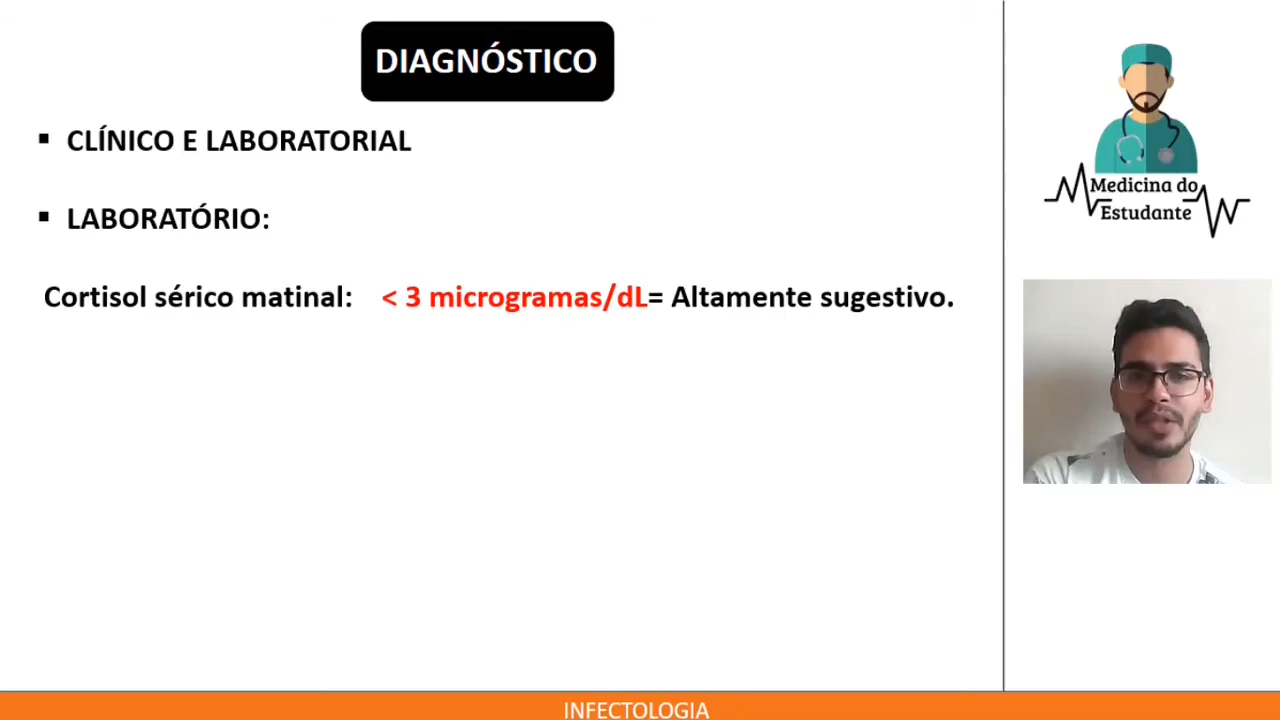 DIAGNÓSTICO
▪ CLÍNICO E LABORATORIAL
▪ LABORATÓRIO:
Cortisol sérico matinal: < 3 microgramas/dL= Altamente sugestivo.
Medicina do
Estudante
INFECTOLOGIA